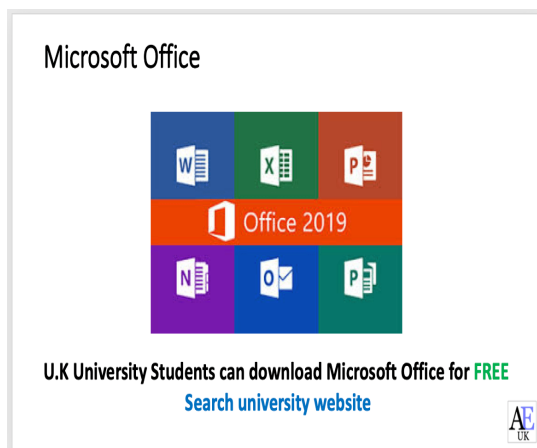 Microsoft Office
W
X
P
Office 2019
N
O
P
U.K University Students can download Microsoft Office for FREE
Search university website
AE
UK